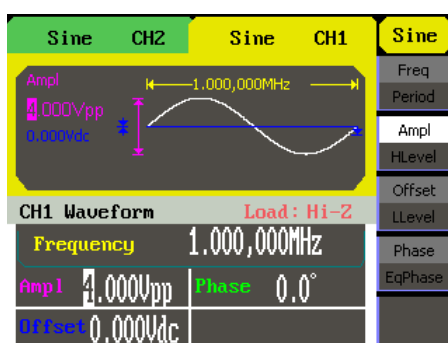 Sine CH2 Sine CH1 Sine
Ampl 1.000,000MHz
4.000Vpp
0.000Vdc
CH1 Waveform Load: Hi-Z
Frequency 1.000,000MHz
Ampl 4.000Vpp Phase 0.0°
Offset 0.000Vdc
Freq
Period
Ampl
HLevel
Offset
LLevel
Phase
EqPhase